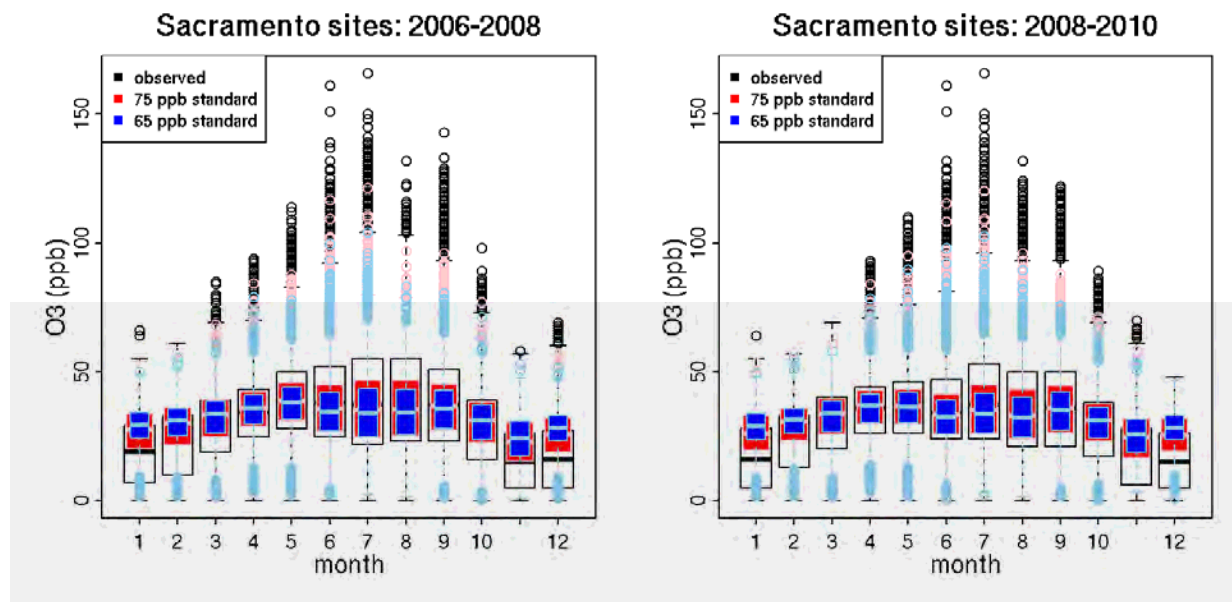 Sacramento sites: 2006-2008
observed
75 ppb standard
65 ppb standard
O3 (ppb)
150
100
50
0
1 2 3 4 5 6 7 8 9 10 12
month
Sacramento sites: 2008-2010
observed
75 ppb standard
65 ppb standard
O3 (ppb)
150
100
50
0
1 2 3 4 5 6 7 8 9 10 12
month